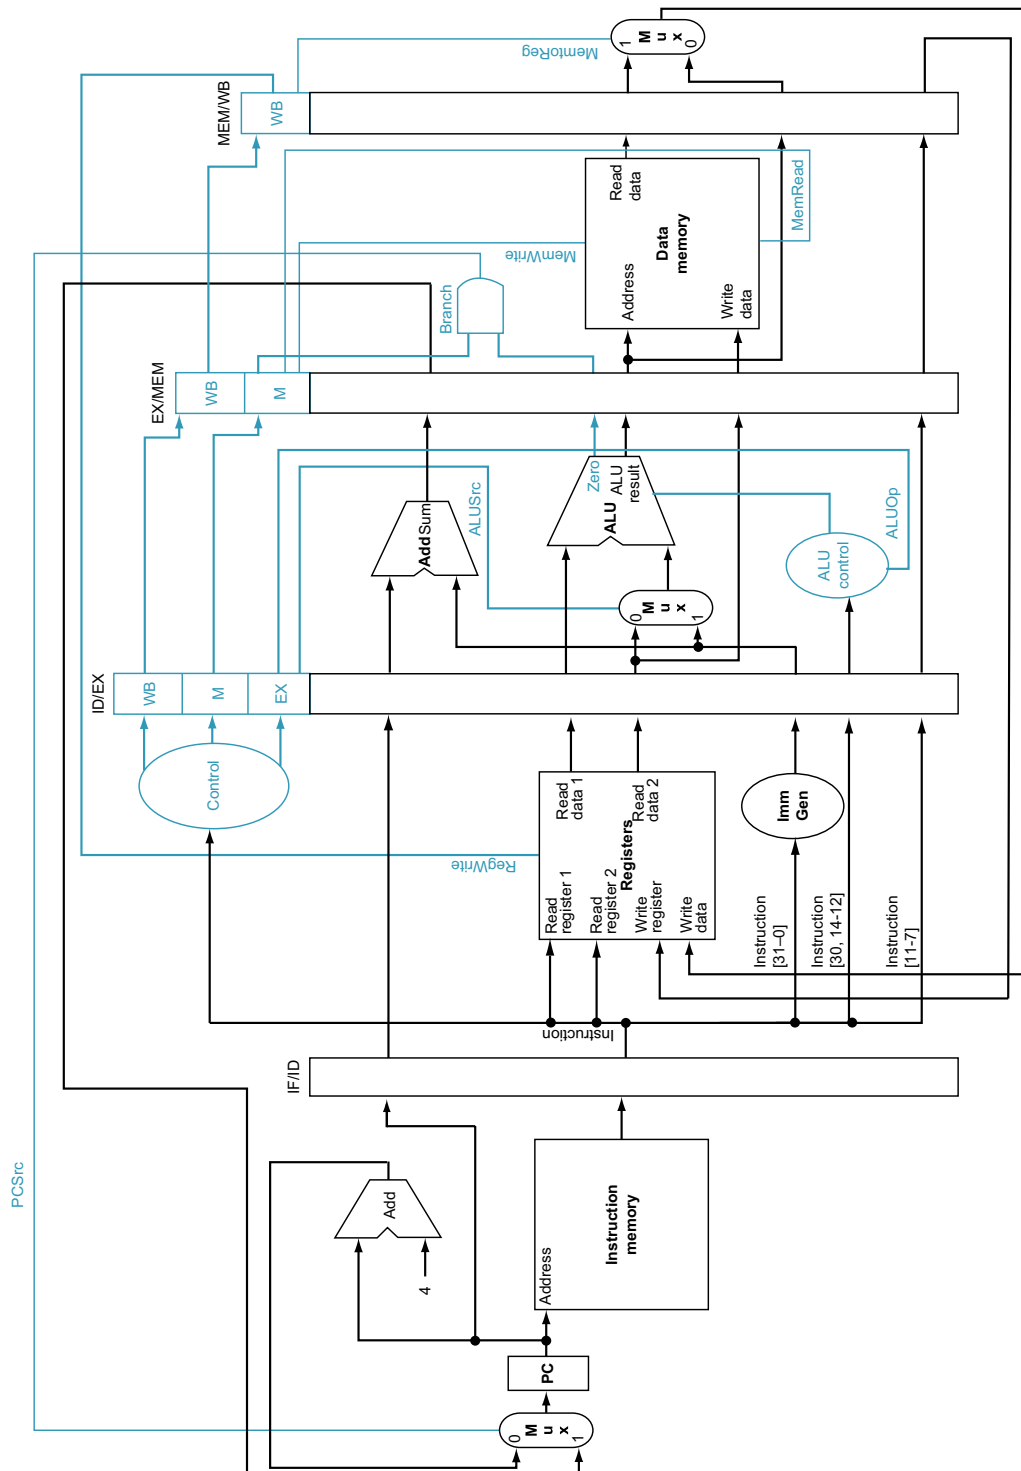 PCSrc
ID/EX
WB
EX/MEM
Control
M
WB
MEM/WB
EX
M
WB
IF/ID
Add
4
AddSum
ALUSrc
Branch
RegWrite
MemWrite
Instruction
0
M
u
x
1
PC
Address
Instruction
memory
Read
register 1
Read
data 1
Read
register 2
Registers
Read
data 2
Write
register
Write
data
Zero
ALU
ALU
result
0
M
u
x
1
Address
Read
data
Data
memory
Write
data
MemtoReg
1
M
u
x
0
Instruction
[31–0]
Imm
Gen
Instruction
[30, 14-12]
ALU
control
MemRead
Instruction
[11-7]
ALUOp